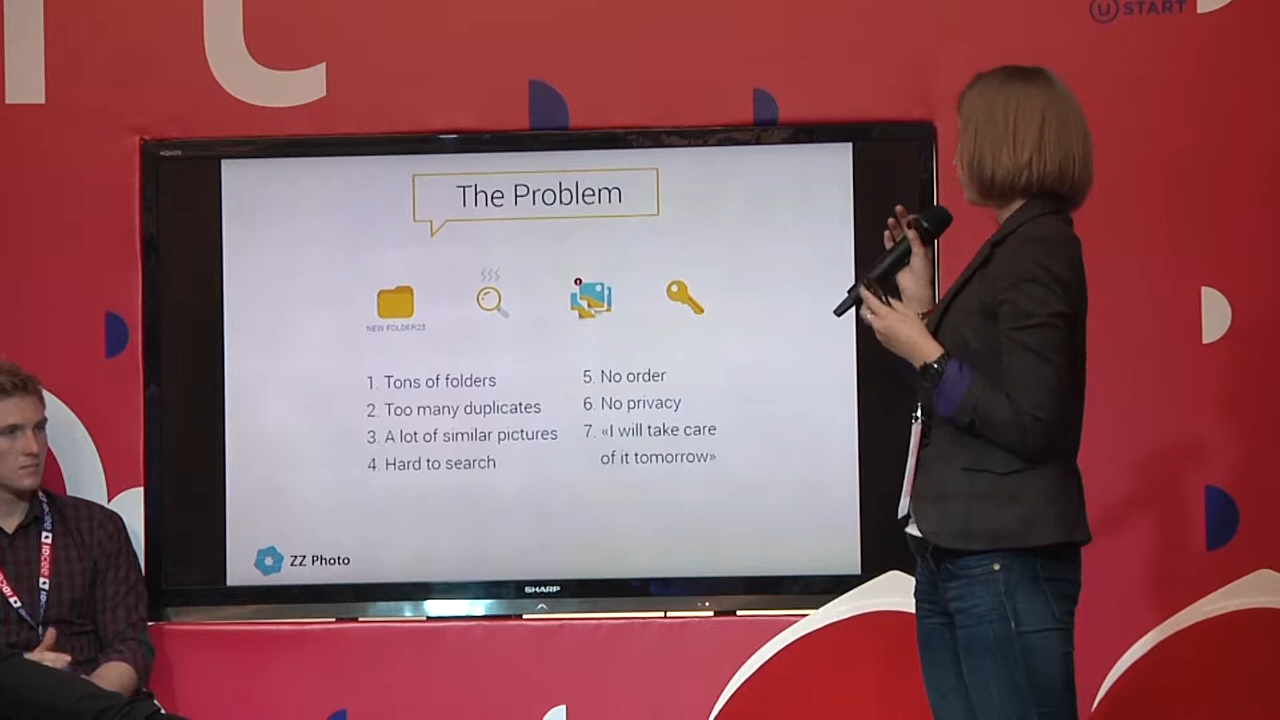 U START
AQUOS
The Problem
NEW FOLDER23
1. Tons of folders
2. Too many duplicates
3. A lot of similar pictures
4. Hard to search
5. No order
6. No privacy
7. «I will take care
of it tomorrow»
ZZ Photo
SHARP
IDCEE